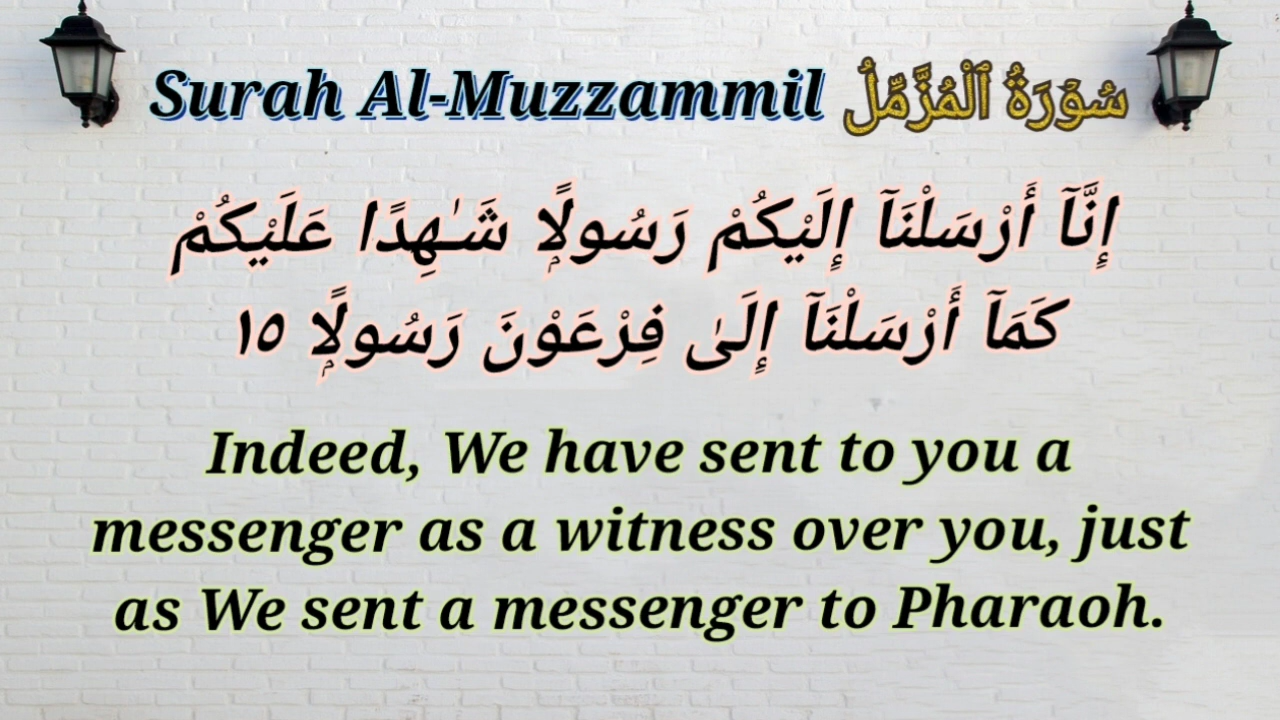 Surah Al-Muzzammil سُوۡرَةُ ٱلْمُزَّمِّلُ
إِنَّآ أَرْسَلْنَآ إِلَيْكُمْ رَسُولًۭا شَـٰهِدًا عَلَيْكُمْ
كَمَآ أَرْسَلْنَآ إِلَىٰ فِرْعَوْنَ رَسُولًۭا ١٥
Indeed, We have sent to you a
messenger as a witness over you, just
as We sent a messenger to Pharaoh.